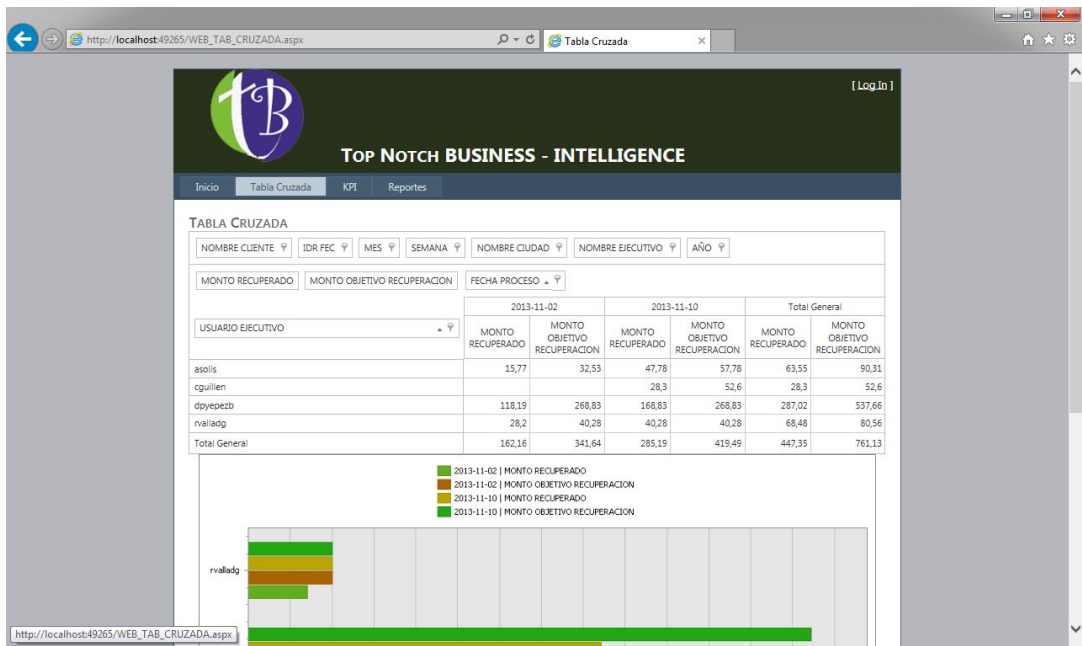 http://localhost:49265/WEB_TAB_CRUZADA.aspx
Tabla Cruzada
[ Log In ]
tB
TOP NOTCH BUSINESS - INTELLIGENCE
Inicio Tabla Cruzada KPI Reportes
TABLA CRUZADA
NOMBRE CLIENTE IDR FEC MES SEMANA NOMBRE CIUDAD NOMBRE EJECUTIVO AÑO
MONTO RECUPERADO MONTO OBJETIVO RECUPERACION FECHA PROCESO
2013-11-02 2013-11-10 Total General
USUARIO EJECUTIVO MONTO RECUPERADO MONTO OBJETIVO RECUPERACION MONTO RECUPERADO MONTO OBJETIVO RECUPERACION MONTO RECUPERADO MONTO OBJETIVO RECUPERACION
asolis 15,77 32,53 47,78 57,78 63,55 90,31
cguillen 28,3 52,6 28,3 52,6
dpyepezb 118,19 268,83 168,83 268,83 287,02 537,66
rvalladg 28,2 40,28 40,28 40,28 68,48 80,56
Total General 162,16 341,64 285,19 419,49 447,35 761,13
2013-11-02 | MONTO RECUPERADO
2013-11-02 | MONTO OBJETIVO RECUPERACION
2013-11-10 | MONTO RECUPERADO
2013-11-10 | MONTO OBJETIVO RECUPERACION
rvalladg
http://localhost:49265/WEB_TAB_CRUZADA.aspx